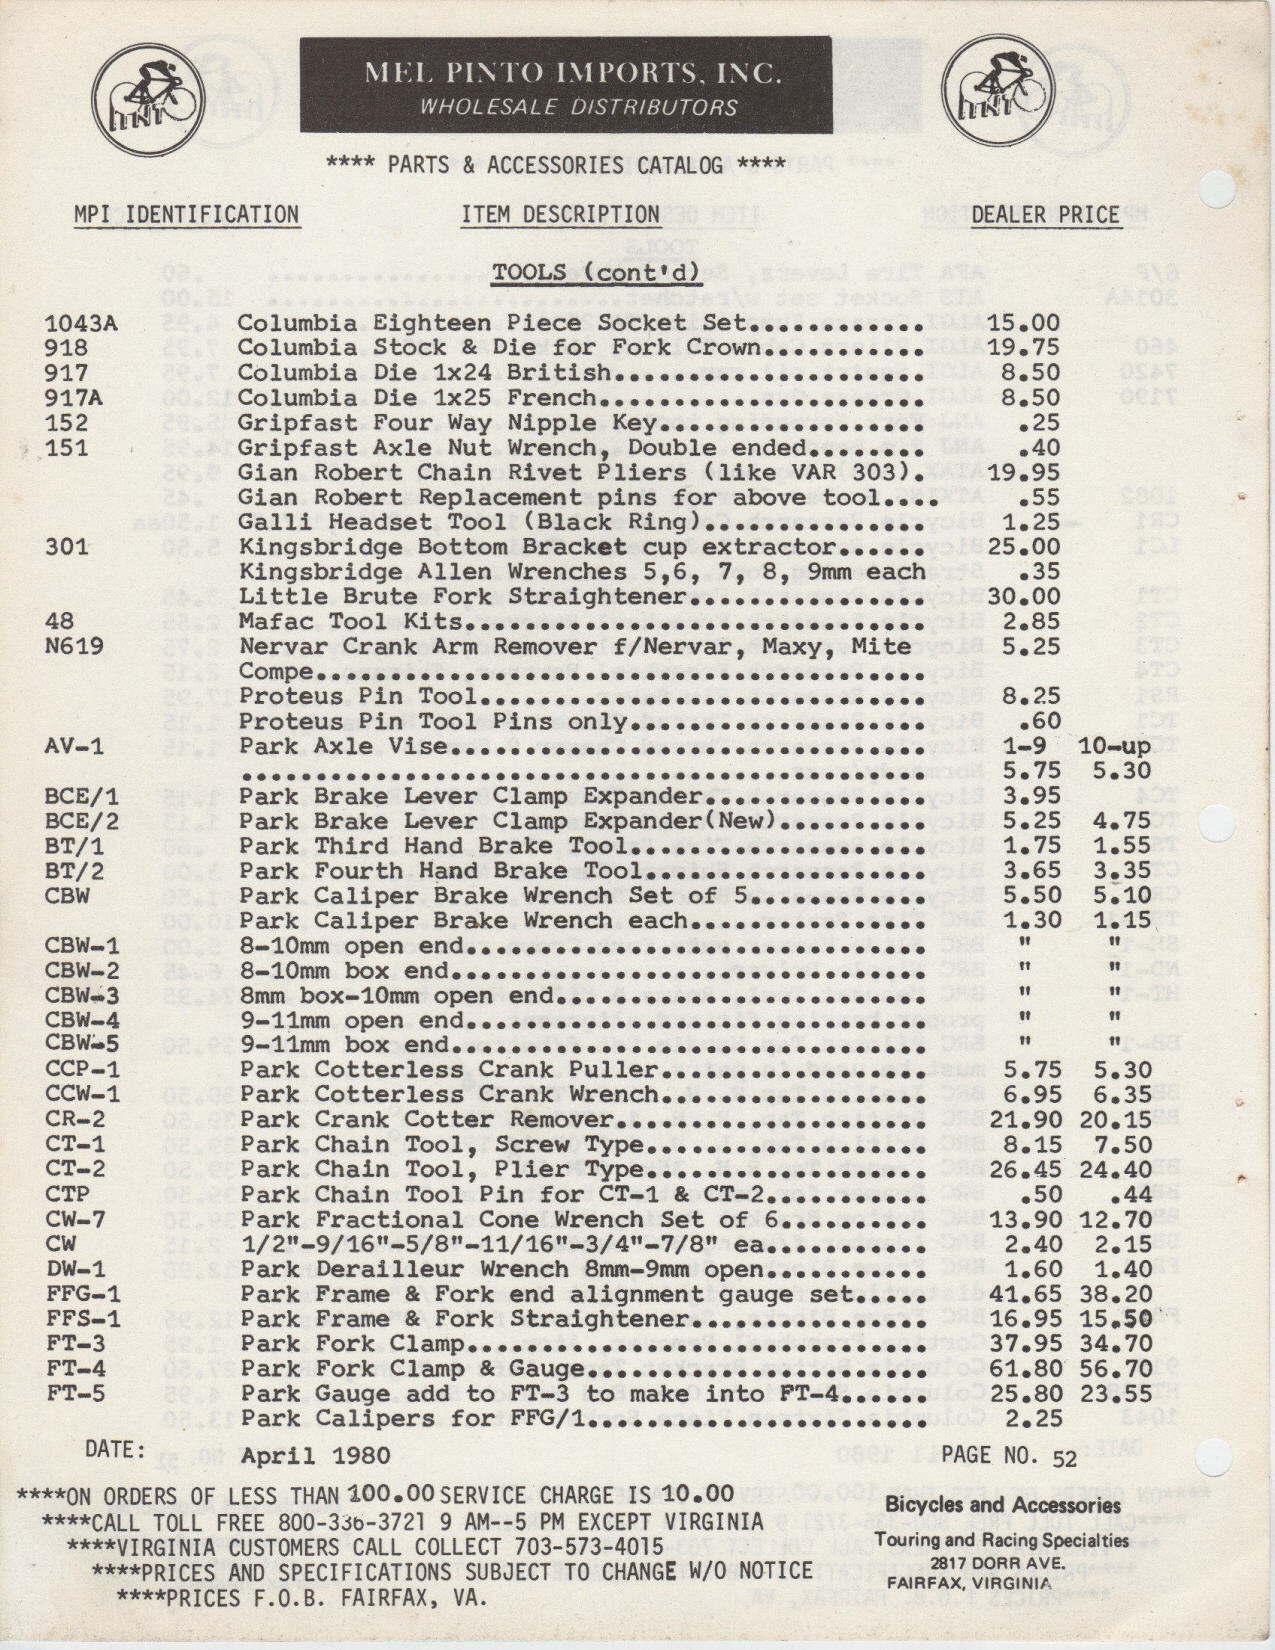 MEL PINTO IMPORTS, INC.
WHOLESALE DISTRIBUTORS
**** PARTS & ACCESSORIES CATALOG ****
MPI IDENTIFICATION ITEM DESCRIPTION DEALER PRICE
TOOLS (cont'd)
1043A Columbia Eighteen Piece Socket Set............ 15.00
918 Columbia Stock & Die for Fork Crown........... 19.75
917 Columbia Die 1x24 British..................... 8.50
917A Columbia Die 1x25 French...................... 8.50
152 Gripfast Four Way Nipple Key.................. .25
151 Gripfast Axle Nut Wrench, Double ended........ .40
Gian Robert Chain Rivet Pliers (like VAR 303). 19.95
Gian Robert Replacement pins for above tool.... .55
Galli Headset Tool (Black Ring)............... 1.25
301 Kingsbridge Bottom Bracket cup extractor...... 25.00
Kingsbridge Allen Wrenches 5,6, 7, 8, 9mm each .35
Little Brute Fork Straightener................ 30.00
48 Mafac Tool Kits............................... 2.85
N619 Nervar Crank Arm Remover f/Nervar, Maxy, Mite 5.25
Compe.........................................
Proteus Pin Tool.............................. 8.25
Proteus Pin Tool Pins only.................... .60
AV-1 Park Axle Vise................................ 1-9 10-up
.............................................. 5.75 5.30
BCE/1 Park Brake Lever Clamp Expander............... 3.95
BCE/2 Park Brake Lever Clamp Expander(New).......... 5.25 4.75
BT/1 Park Third Hand Brake Tool.................... 1.75 1.55
BT/2 Park Fourth Hand Brake Tool................... 3.65 3.35
CBW Park Caliper Brake Wrench Set of 5............ 5.50 5.10
Park Caliper Brake Wrench each................ 1.30 1.15
CBW-1 8-10mm open end............................... " "
CBW-2 8-10mm box end................................ " "
CBW-3 8mm box-10mm open end......................... " "
CBW-4 9-11mm open end............................... " "
CBW-5 9-11mm box end................................ " "
CCP-1 Park Cotterless Crank Puller.................. 5.75 5.30
CCW-1 Park Cotterless Crank Wrench.................. 6.95 6.35
CR-2 Park Crank Cotter Remover..................... 21.90 20.15
CT-1 Park Chain Tool, Screw Type................... 8.15 7.50
CT-2 Park Chain Tool, Plier Type................... 26.45 24.40
CTP Park Chain Tool Pin for CT-1 & CT-2........... .50 .44
CW-7 Park Fractional Cone Wrench Set of 6.......... 13.90 12.70
CW 1/2"-9/16"-5/8"-11/16"-3/4"-7/8" ea........... 2.40 2.15
DW-1 Park Derailleur Wrench 8mm-9mm open........... 1.60 1.40
FFG-1 Park Frame & Fork end alignment gauge set..... 41.65 38.20
FFS-1 Park Frame & Fork Straightener................ 16.95 15.50
FT-3 Park Fork Clamp............................... 37.95 34.70
FT-4 Park Fork Clamp & Gauge....................... 61.80 56.70
FT-5 Park Gauge add to FT-3 to make into FT-4...... 25.80 23.55
Park Calipers for FFG/1....................... 2.25
DATE: April 1980 PAGE NO. 52
****ON ORDERS OF LESS THAN 100.00 SERVICE CHARGE IS 10.00
****CALL TOLL FREE 800-336-3721 9 AM--5 PM EXCEPT VIRGINIA
****VIRGINIA CUSTOMERS CALL COLLECT 703-573-4015
****PRICES AND SPECIFICATIONS SUBJECT TO CHANGE W/O NOTICE
****PRICES F.O.B. FAIRFAX, VA.
Bicycles and Accessories
Touring and Racing Specialties
2817 DORR AVE.
FAIRFAX, VIRGINIA